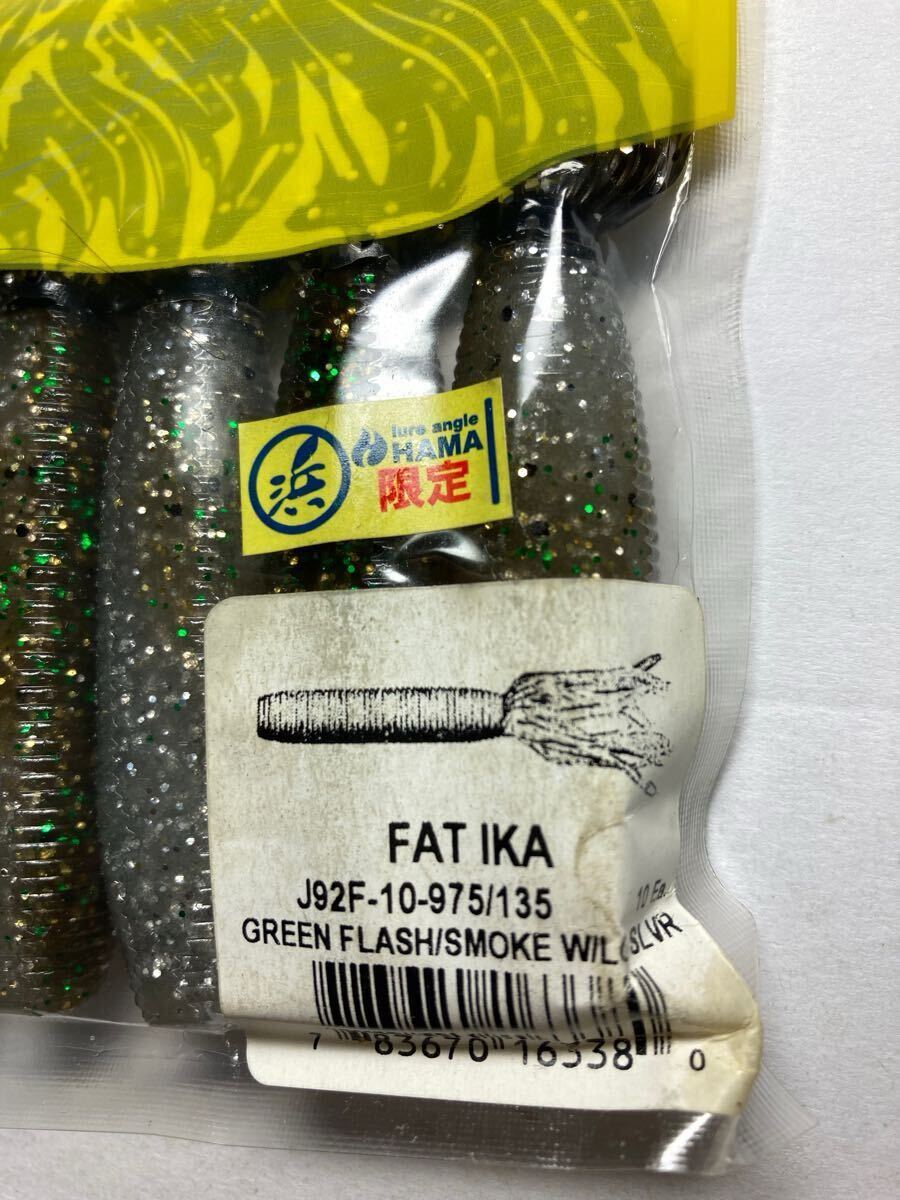 浜
lure angle
HAMA
限定
FAT IKA
J92F-10-975/135
10 Ea.
GREEN FLASH/SMOKE W/L SLVR
7 83670 16338 0